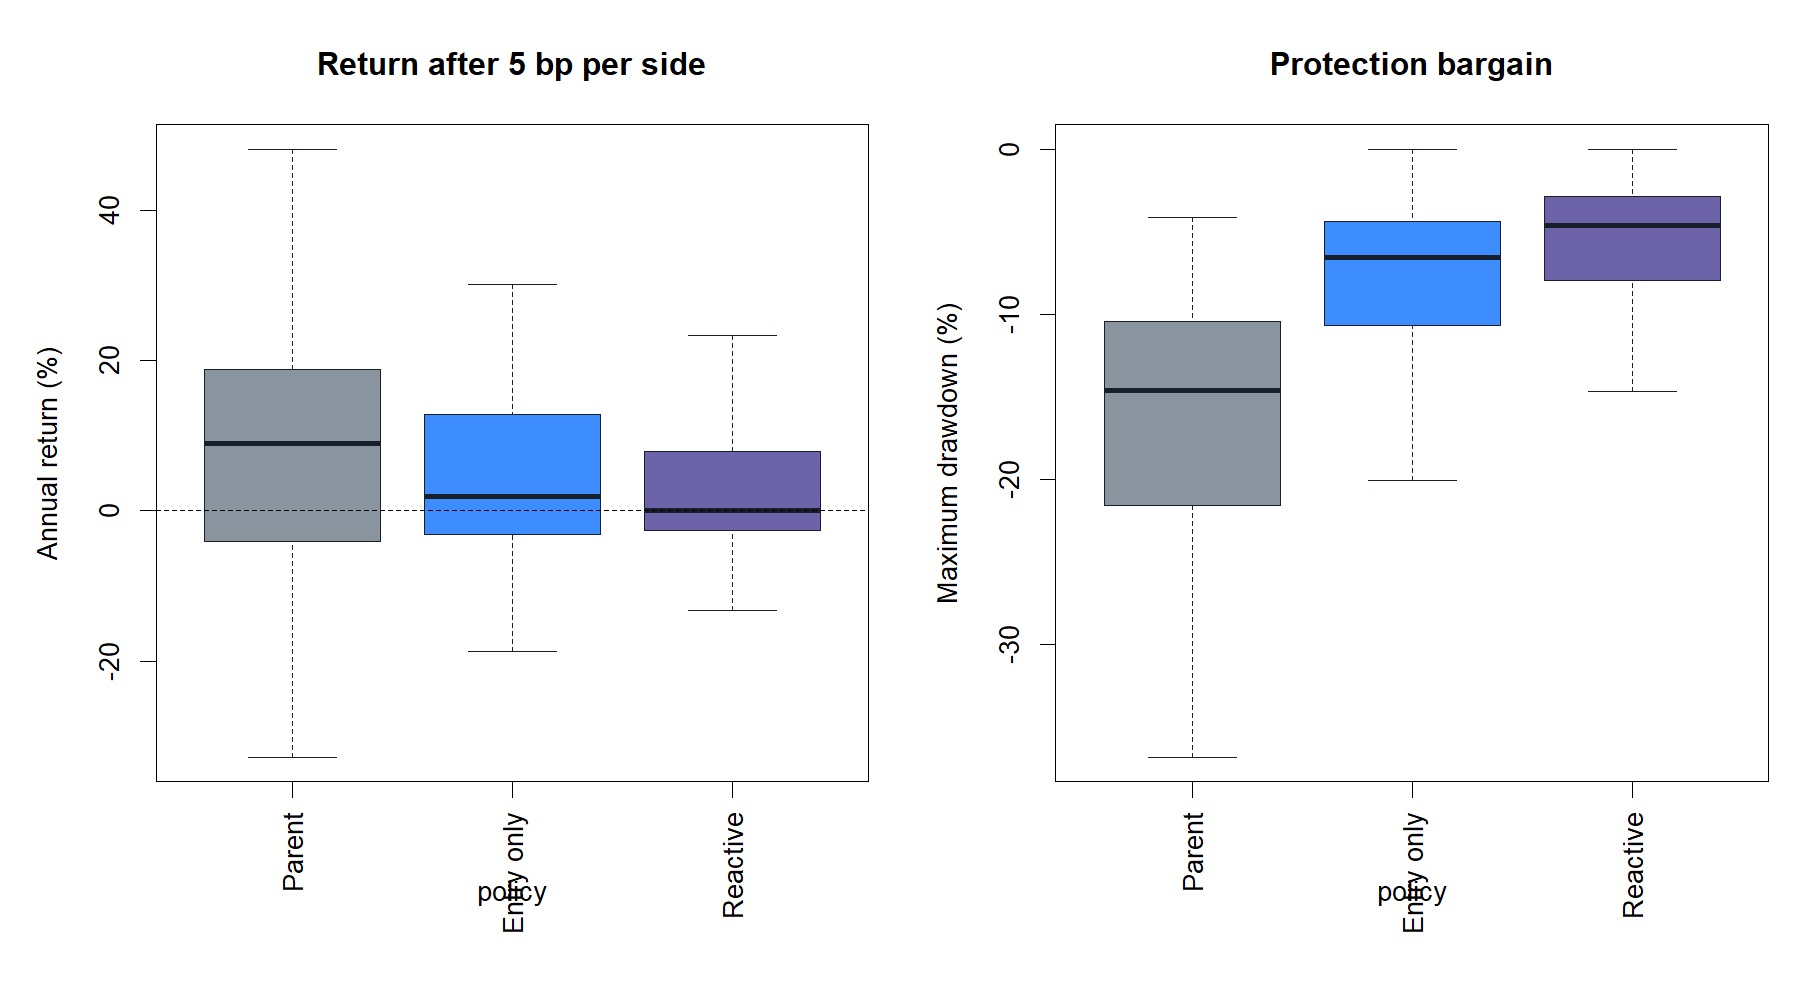 Return after 5 bp per side
Annual return (%)
40
20
0
-20
Parent
Entry only
Reactive
policy
Protection bargain
Maximum drawdown (%)
0
-10
-20
-30
Parent
Entry only
Reactive
policy